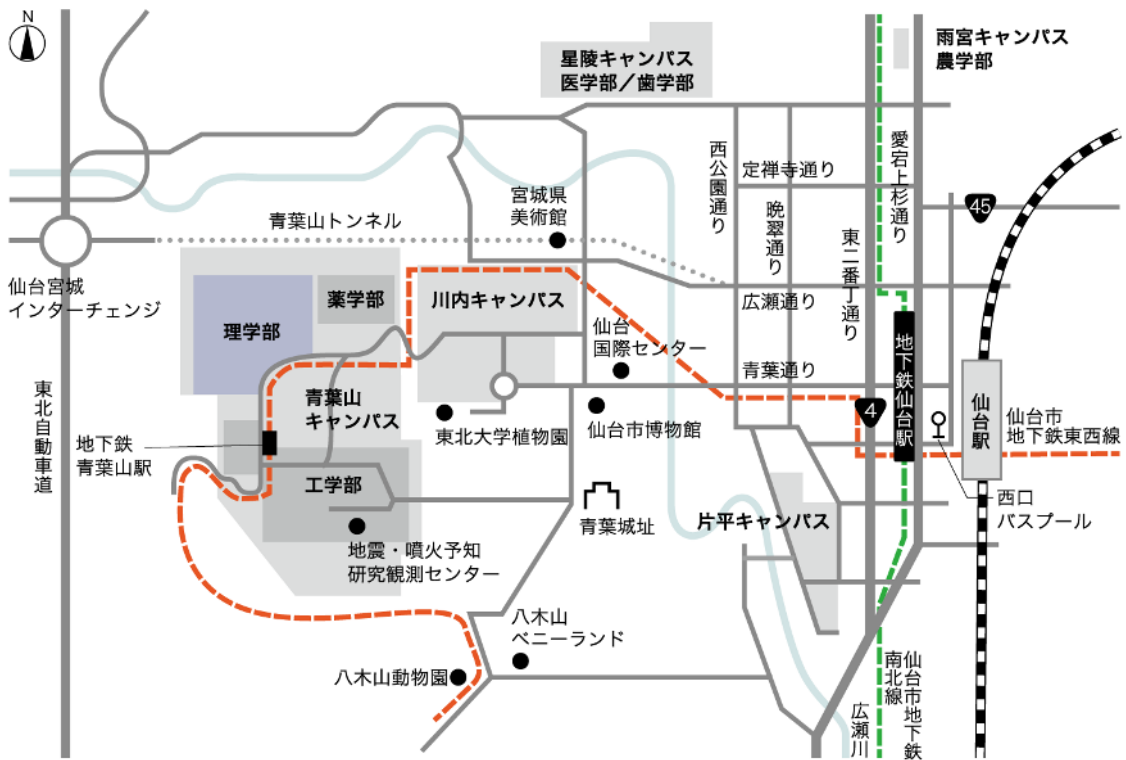 N
雨宮キャンパス
農学部
星陵キャンパス
医学部／歯学部
愛宕上杉通り
西公園通り
定禅寺通り
宮城県
美術館
晩翠通り
45
青葉山トンネル
東二番丁通り
仙台宮城
インターチェンジ
薬学部
川内キャンパス
広瀬通り
理学部
仙台
国際センター
地下鉄仙台駅
青葉通り
東北自動車道
青葉山
キャンパス
4
仙台駅
仙台市
地下鉄東西線
東北大学植物園
仙台市博物館
地下鉄
青葉山駅
工学部
西口
バスプール
青葉城址
片平キャンパス
地震・噴火予知
研究観測センター
八木山
ベニーランド
八木山動物園
仙台市地下鉄
南北線
広瀬川